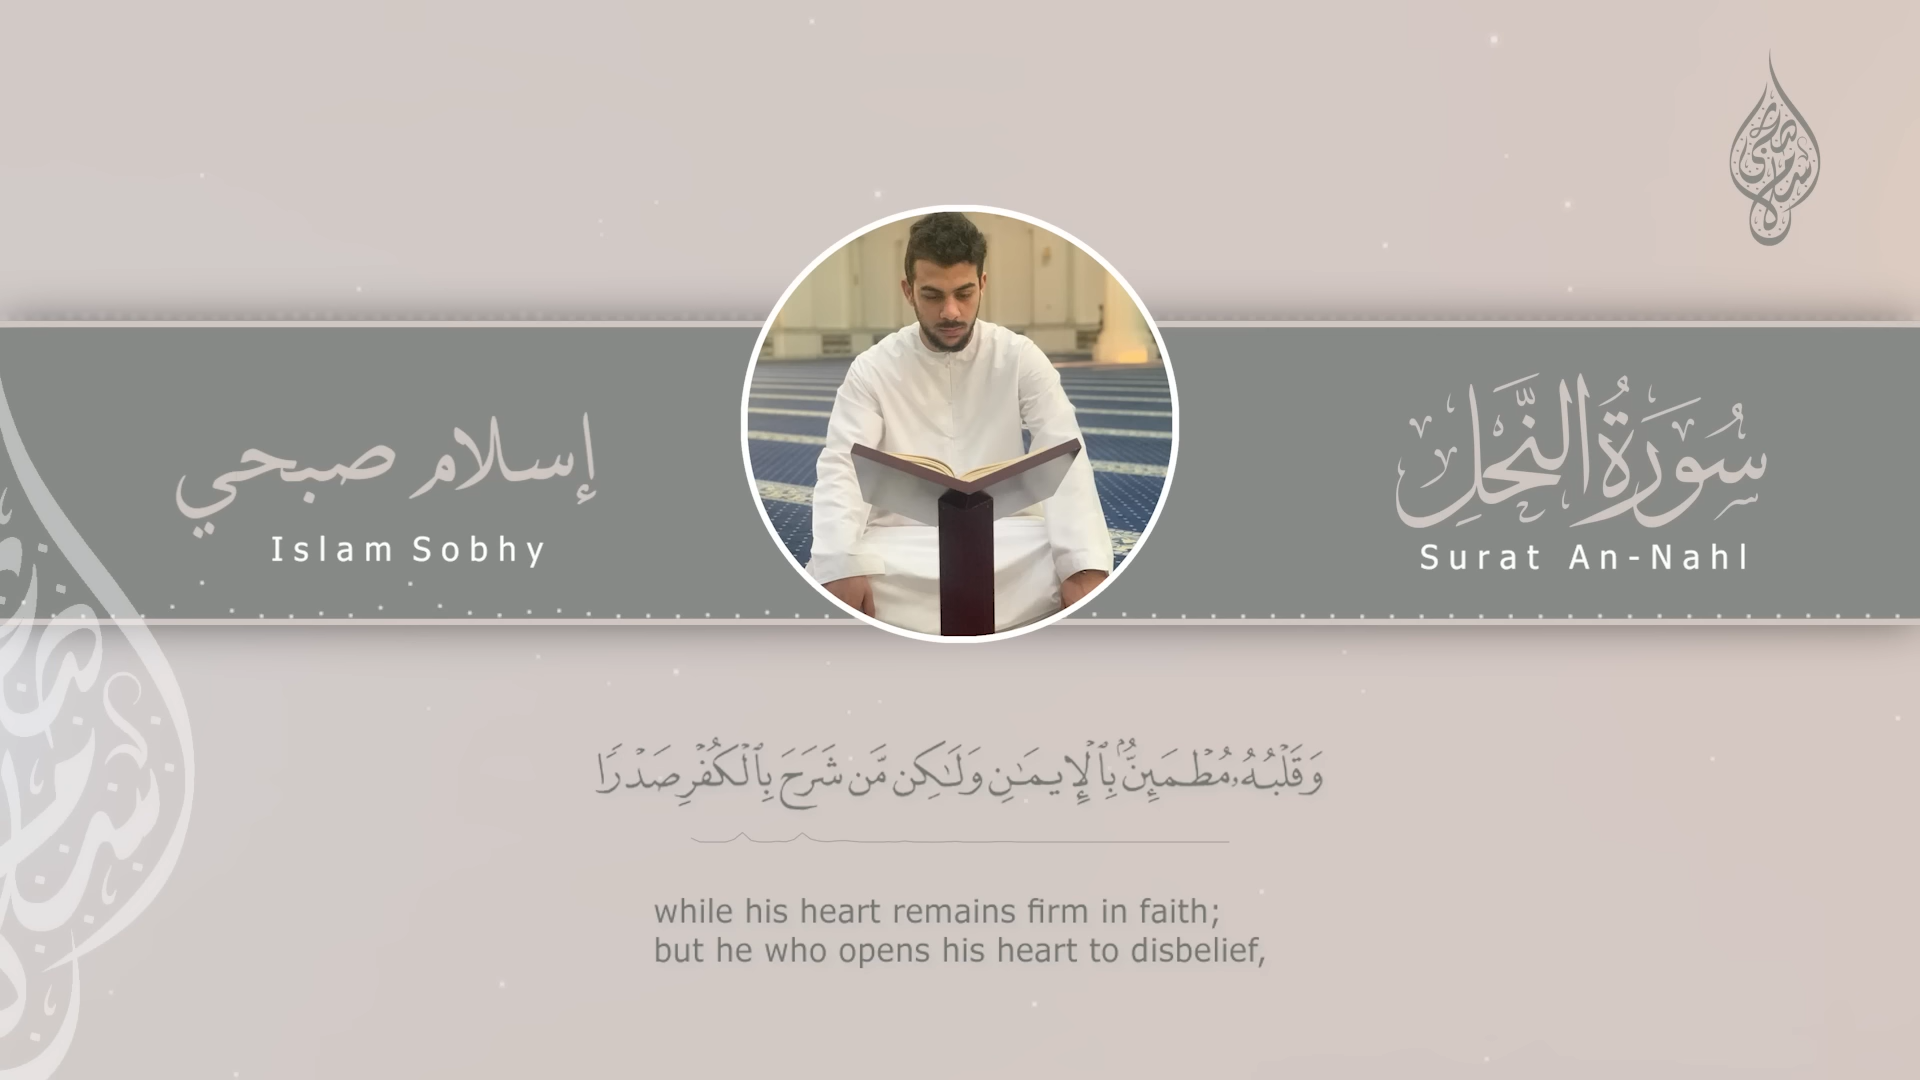 إسلام صبحي
Islam Sobhy
سُورَةُ النَّحْلِ
Surat An-Nahl
وَقَلْبُهُۥ مُطْمَئِنٌّۢ بِٱلْإِيمَـٰنِ وَلَـٰكِن مَّن شَرَحَ بِٱلْكُفْرِ صَدْرًا
while his heart remains firm in faith;
but he who opens his heart to disbelief,